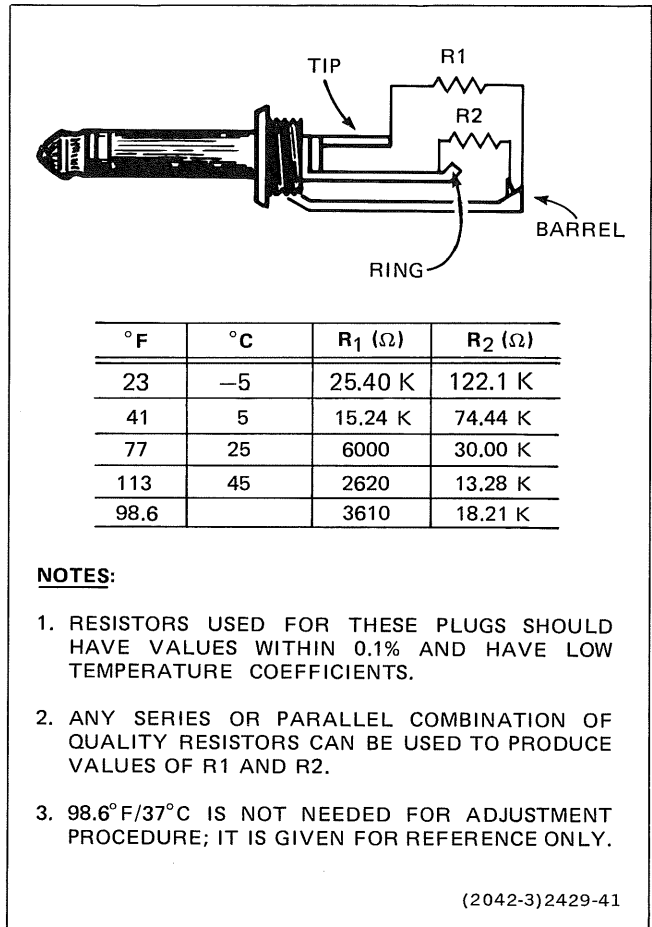 TIP
R1
R2
BARREL
RING
°F °C R1 (Ω) R2 (Ω)
23 −5 25.40 K 122.1 K
41 5 15.24 K 74.44 K
77 25 6000 30.00 K
113 45 2620 13.28 K
98.6 3610 18.21 K
NOTES:
1. RESISTORS USED FOR THESE PLUGS SHOULD
HAVE VALUES WITHIN 0.1% AND HAVE LOW
TEMPERATURE COEFFICIENTS.
2. ANY SERIES OR PARALLEL COMBINATION OF
QUALITY RESISTORS CAN BE USED TO PRODUCE
VALUES OF R1 AND R2.
3. 98.6°F/37°C IS NOT NEEDED FOR ADJUSTMENT
PROCEDURE; IT IS GIVEN FOR REFERENCE ONLY.
(2042-3)2429-41